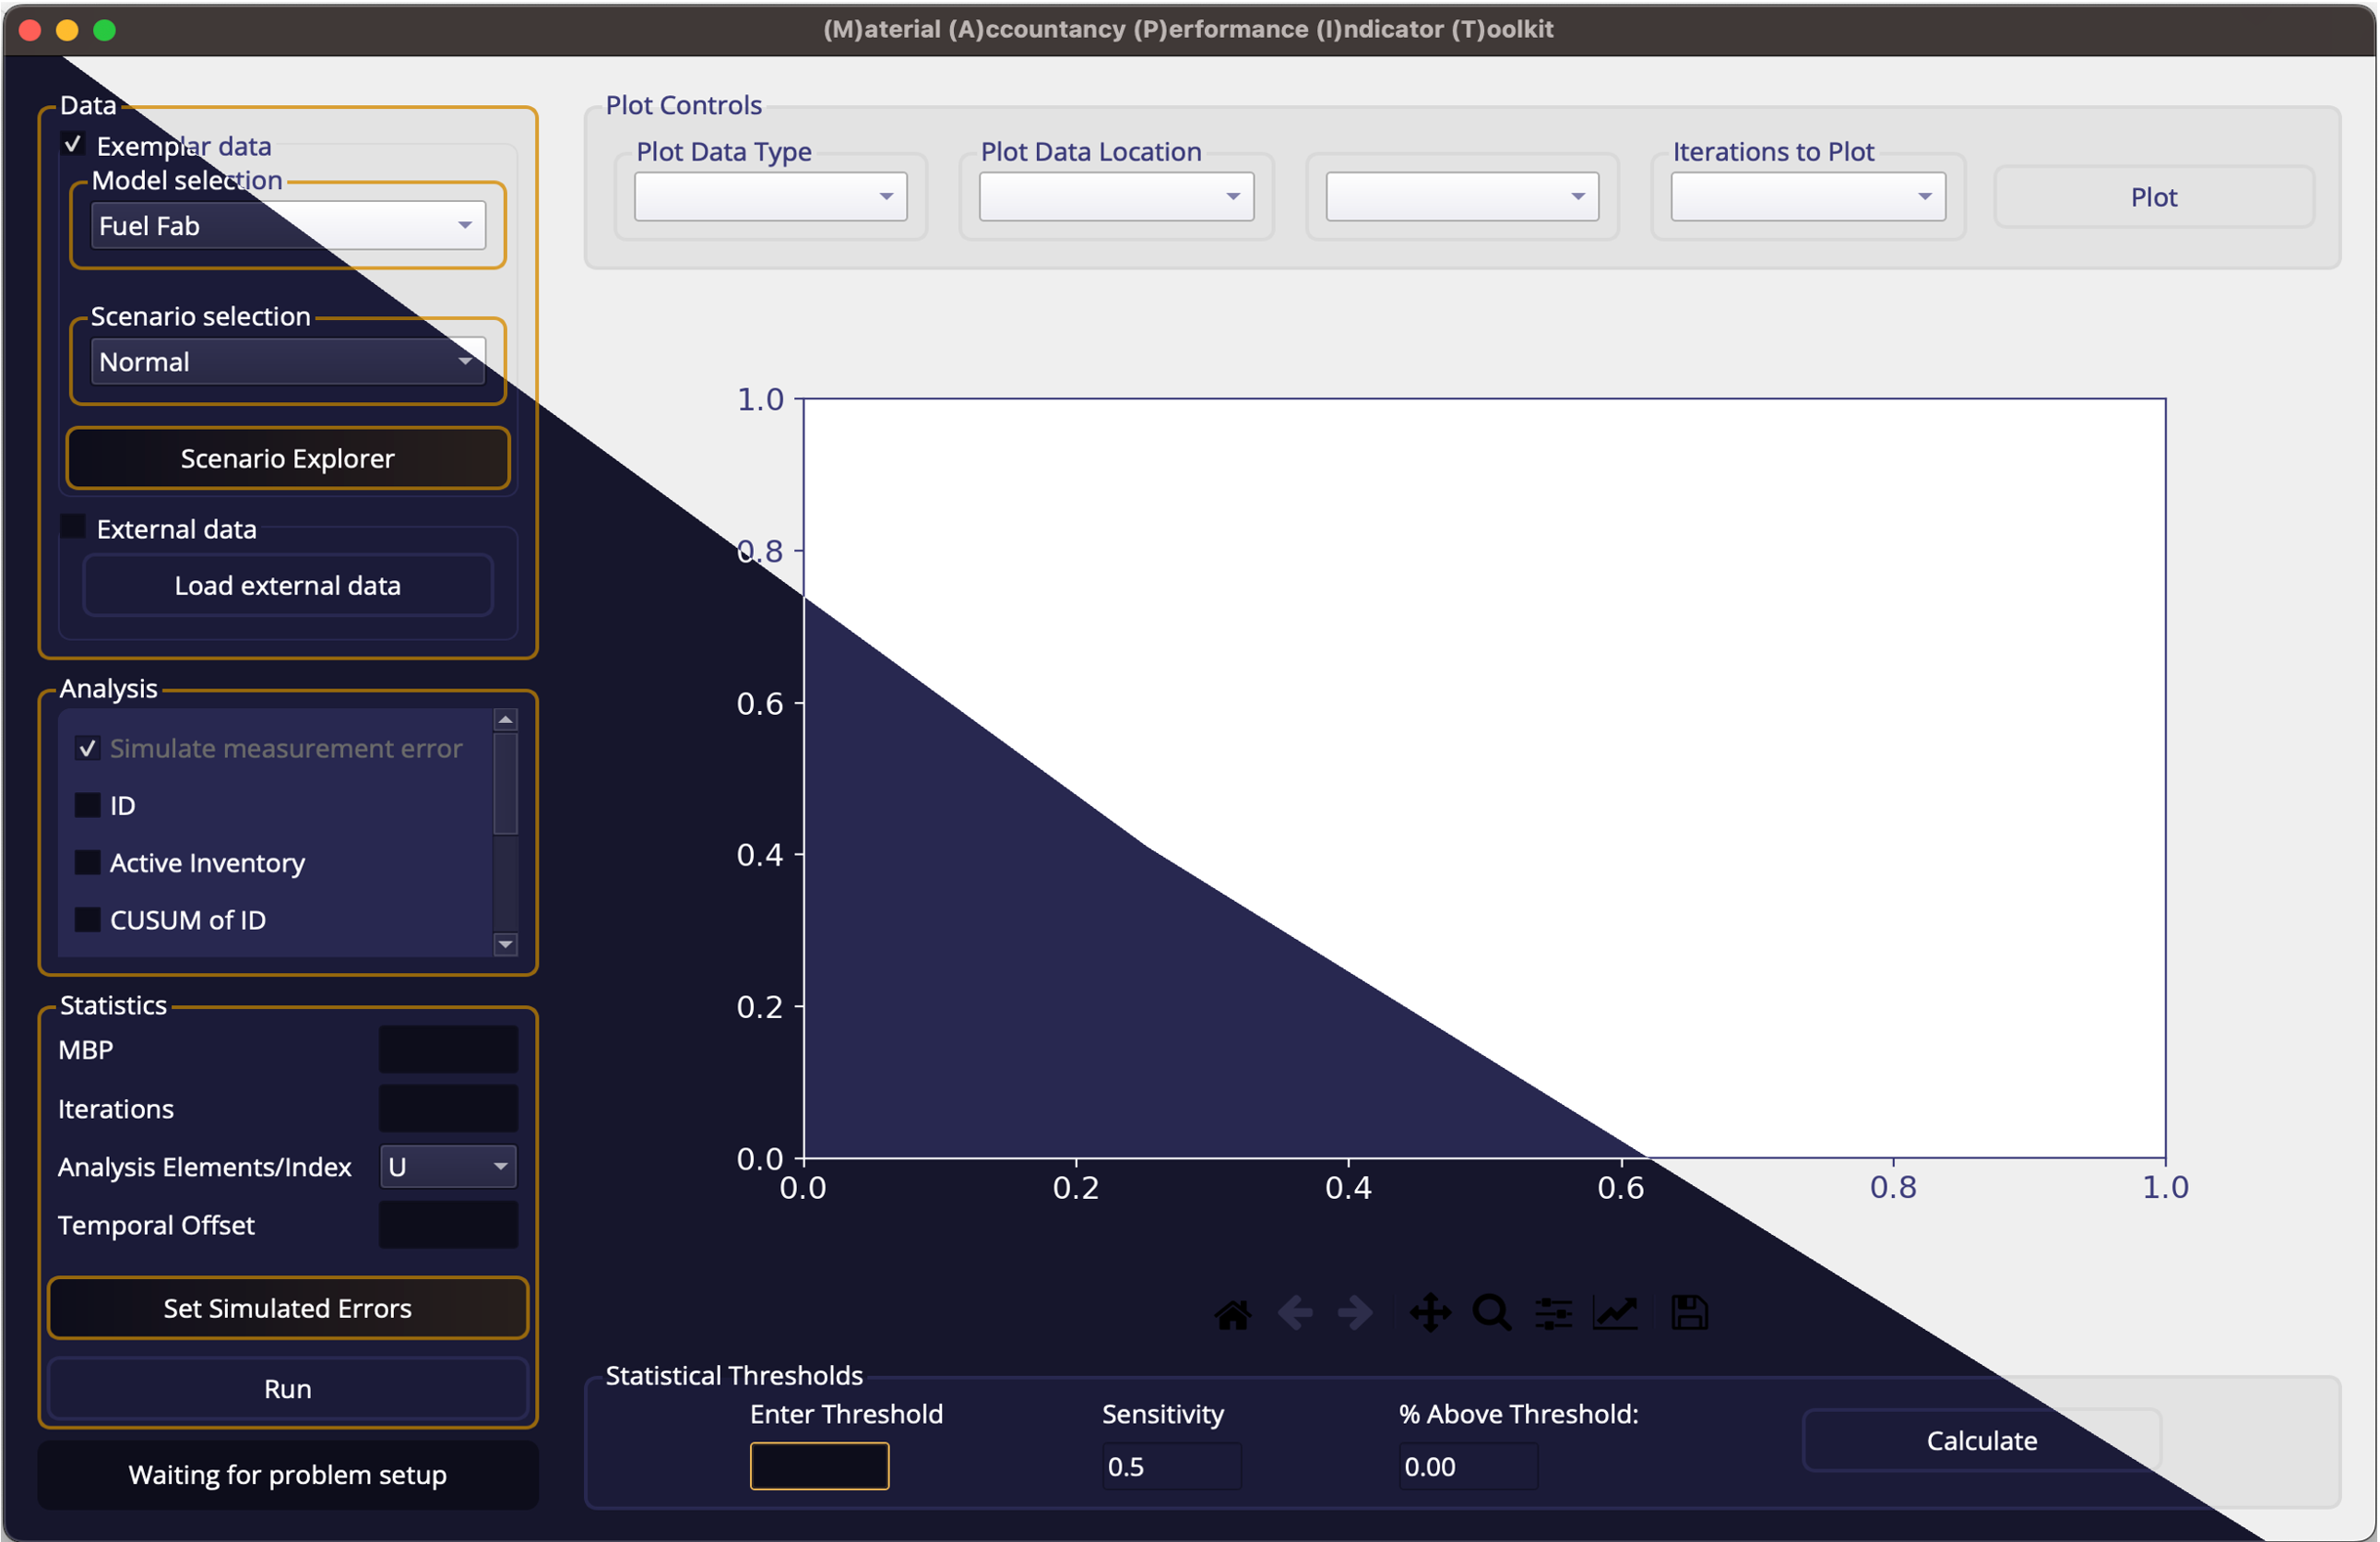 (M)aterial (A)ccountancy (P)erformance (I)ndicator (T)oolkit
Data
Exemplar data
Model selection
Fuel Fab
Scenario selection
Normal
Scenario Explorer
External data
Load external data
Analysis
Simulate measurement error
ID
Active Inventory
CUSUM of ID
Statistics
MBP
Iterations
Analysis Elements/Index U
Temporal Offset
Set Simulated Errors
Run
Waiting for problem setup
Plot Controls
Plot Data Type Plot Data Location Iterations to Plot
Plot
1.0
0.8
0.6
0.4
0.2
0.0
0.0 0.2 0.4 0.6 0.8 1.0
Statistical Thresholds
Enter Threshold Sensitivity % Above Threshold:
0.5 0.00
Calculate